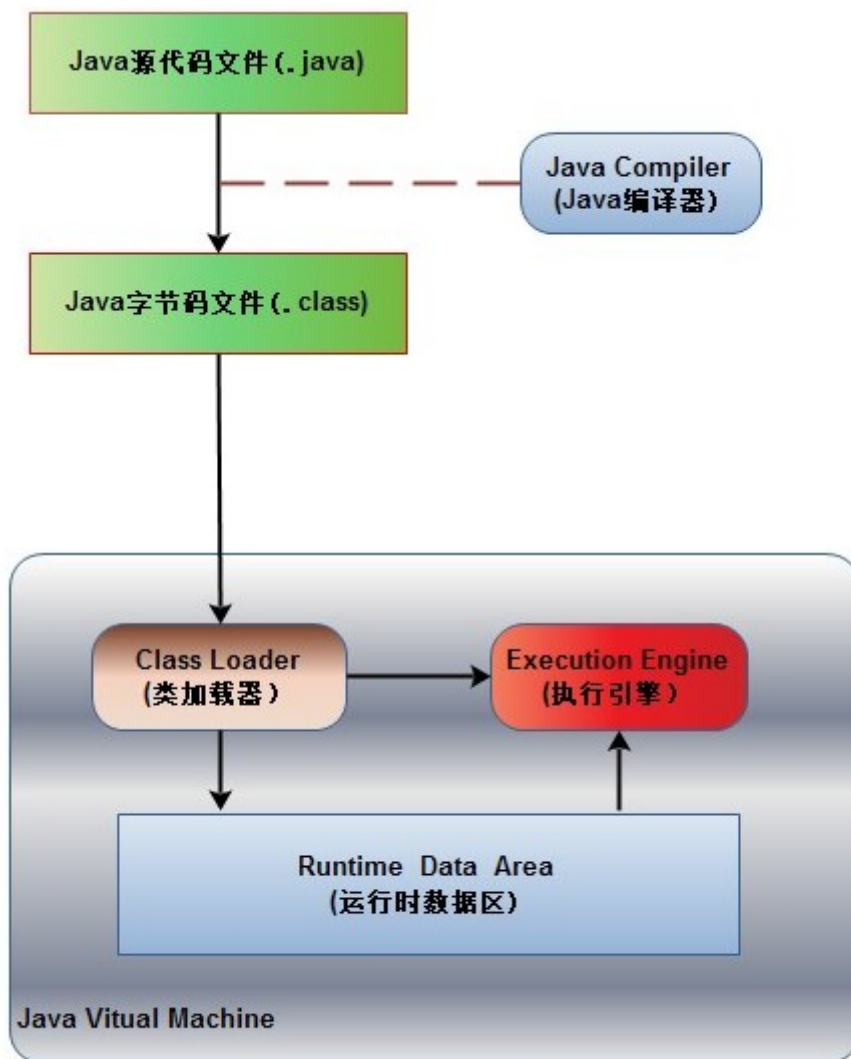 Java源代码文件(.java)
Java Compiler
(Java编译器)
Java字节码文件(.class)
Class Loader
(类加载器)
Execution Engine
(执行引擎)
Runtime Data Area
(运行时数据区)
Java Vitual Machine